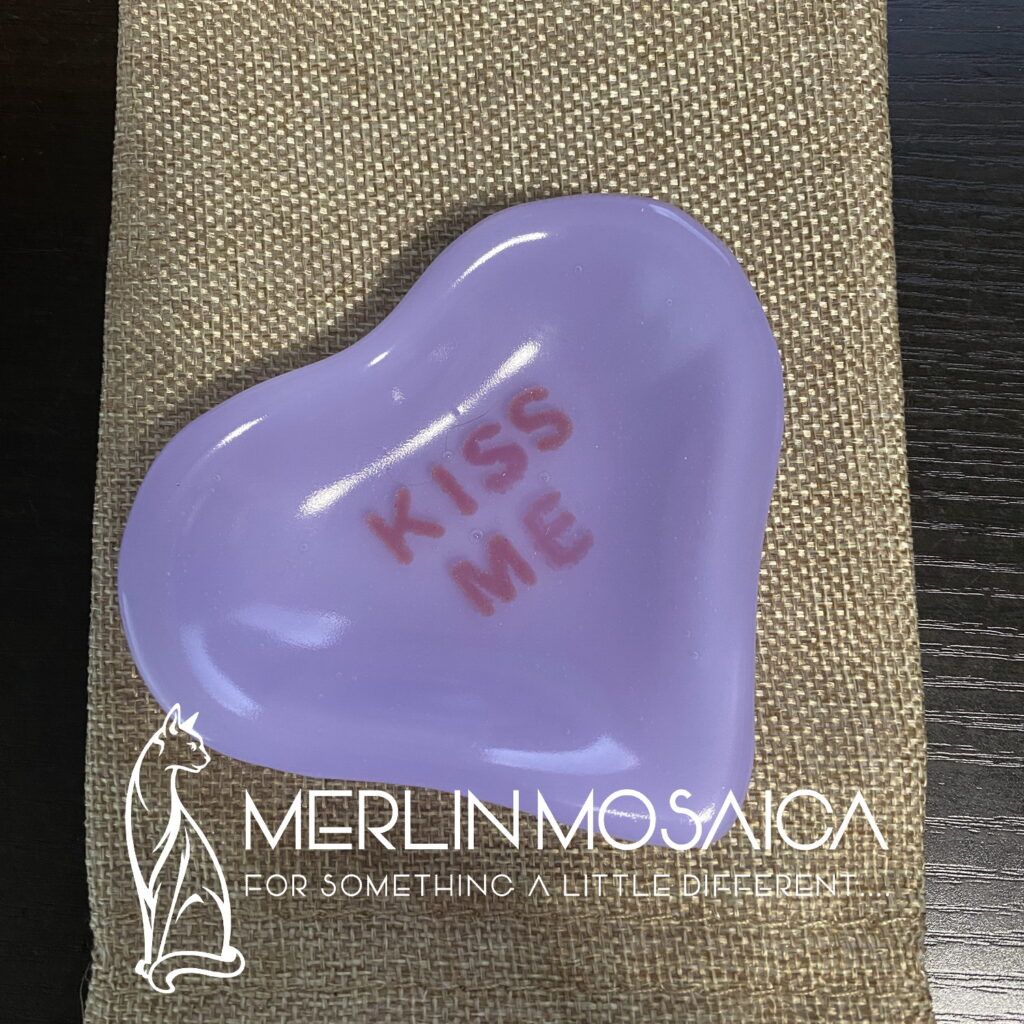 KISS
ME
MERLIN MOSAICA
FOR SOMETHING A LITTLE DIFFERENT....